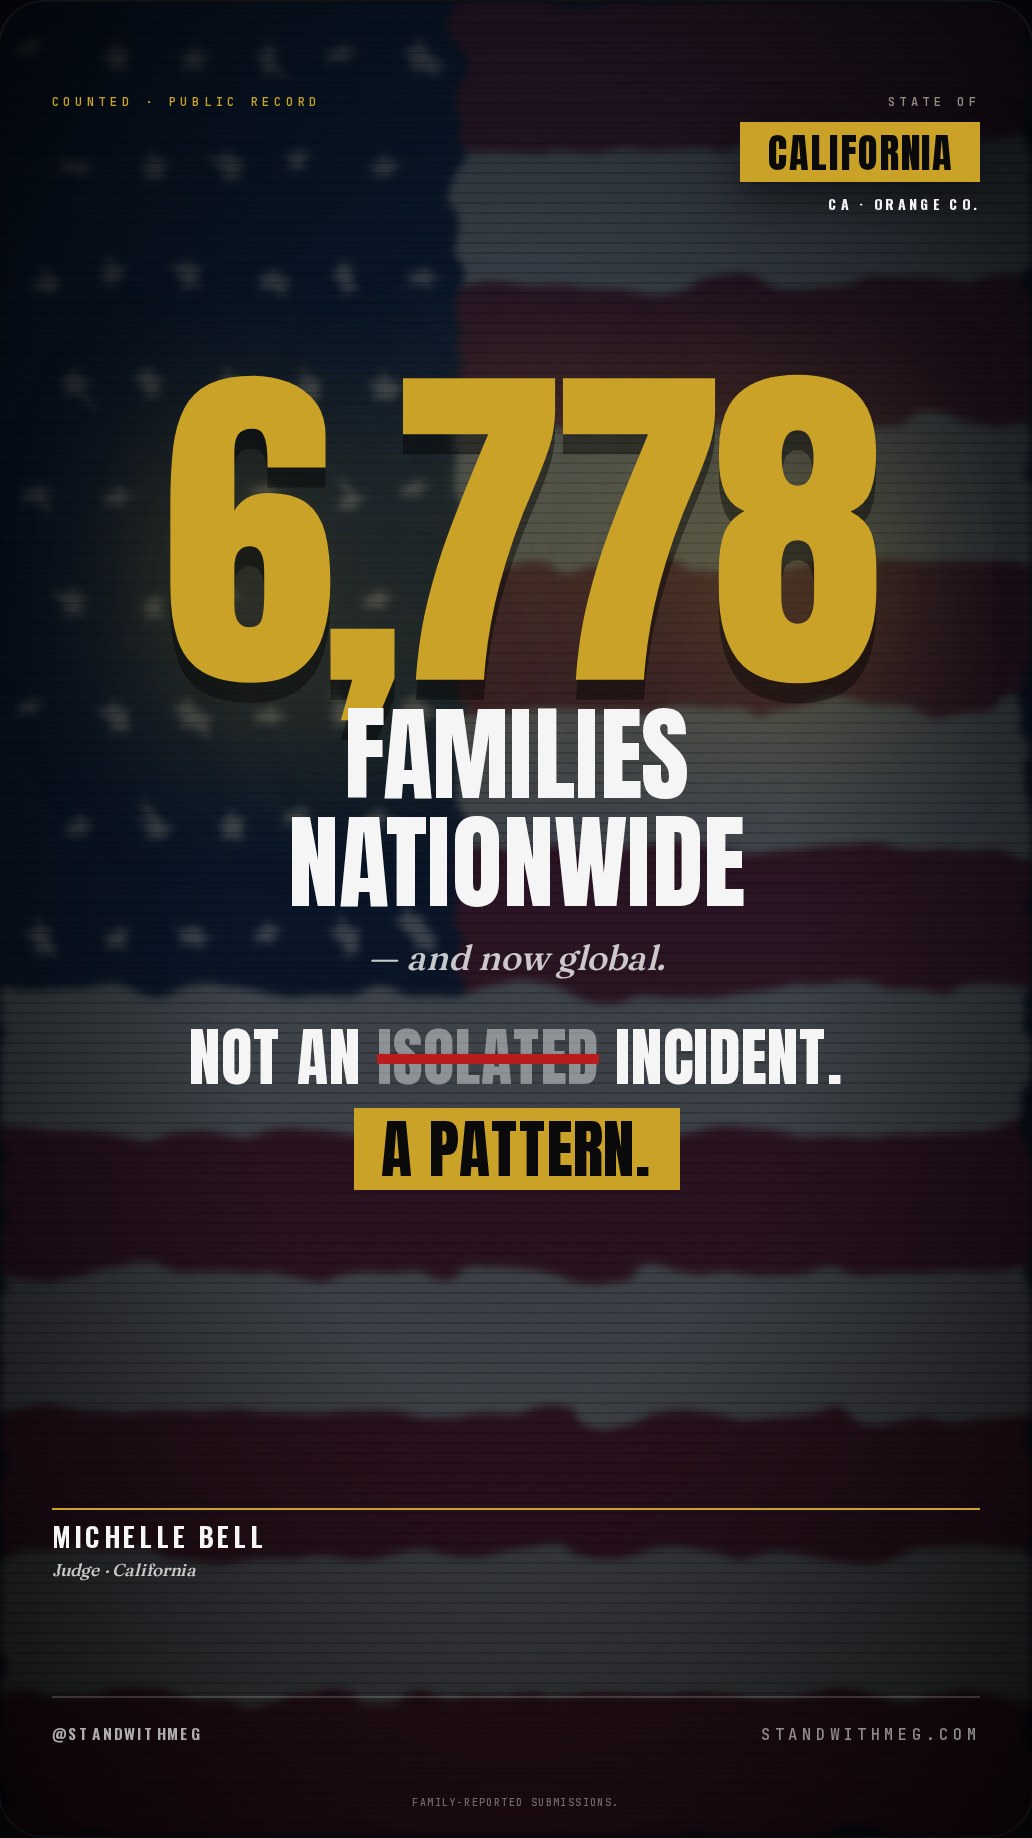 COUNTED · PUBLIC RECORD
STATE OF
CALIFORNIA
CA · ORANGE CO.
6,778
FAMILIES
NATIONWIDE
— and now global.
NOT AN ISOLATED INCIDENT.
A PATTERN.
MICHELLE BELL
Judge · California
@STANDWITHMEG
STANDWITHMEG.COM
FAMILY-REPORTED SUBMISSIONS.